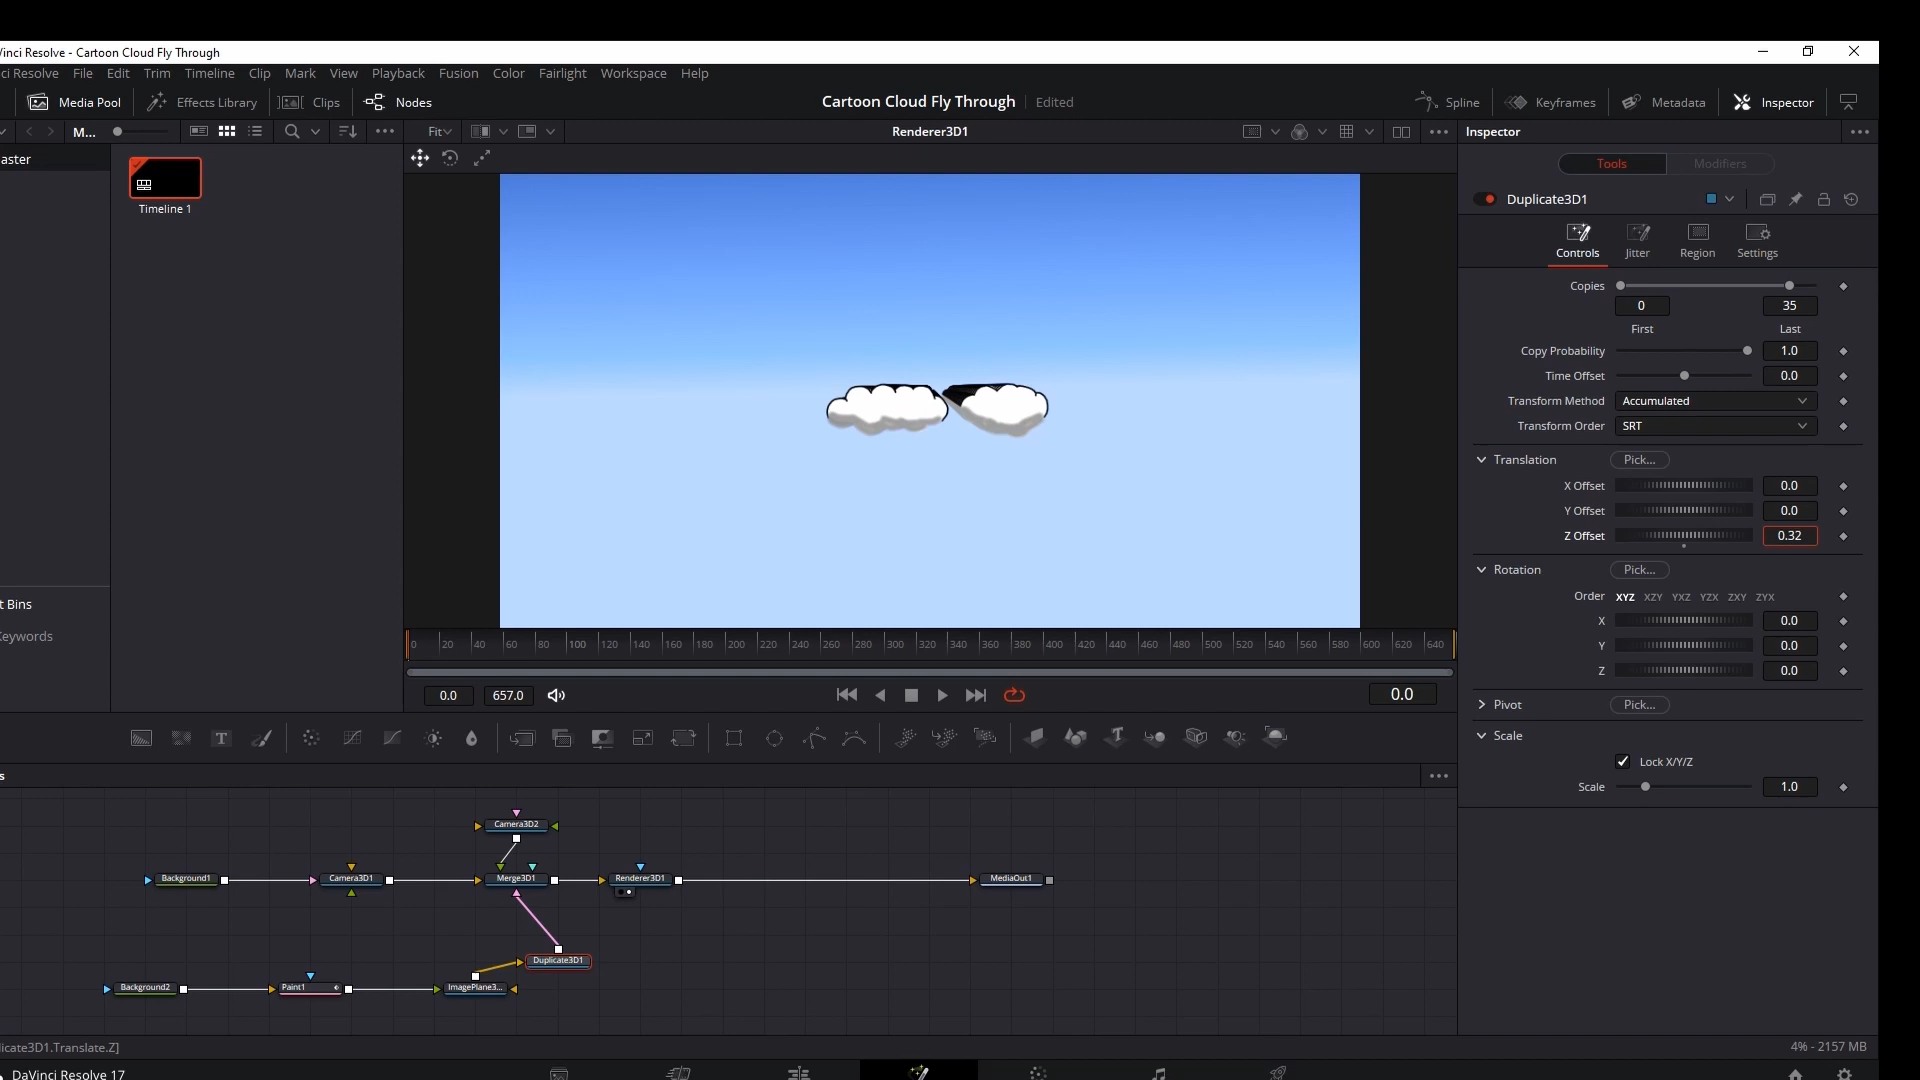 Vinci Resolve - Cartoon Cloud Fly Through
ci Resolve File Edit Trim Timeline Clip Mark View Playback Fusion Color Fairlight Workspace Help
Media Pool Effects Library Clips Nodes Cartoon Cloud Fly Through Edited Spline Keyframes Metadata Inspector
M... Fit Renderer3D1 Inspector
aster
Timeline 1
Tools Modifiers
Duplicate3D1
Controls Jitter Region Settings
Copies
0 35
First Last
Copy Probability 1.0
Time Offset 0.0
Transform Method Accumulated
Transform Order SRT
Translation Pick...
X Offset 0.0
Y Offset 0.0
Z Offset 0.32
Rotation Pick...
Order XYZ XZY YXZ YZX ZXY ZYX
X 0.0
Y 0.0
Z 0.0
Pivot Pick...
Scale
Lock X/Y/Z
Scale 1.0
t Bins
Keywords
0 20 40 60 80 100 120 140 160 180 200 220 240 260 280 300 320 340 360 380 400 420 440 460 480 500 520 540 560 580 600 620 640
0.0 657.0 0.0
T
s
Camera3D2
Background1 Camera3D1 Merge3D1 Renderer3D1 MediaOut1
Duplicate3D1
Background2 Paint1 ImagePlane3...
licate3D1.Translate.Z]
4% - 2157 MB
DaVinci Resolve 17